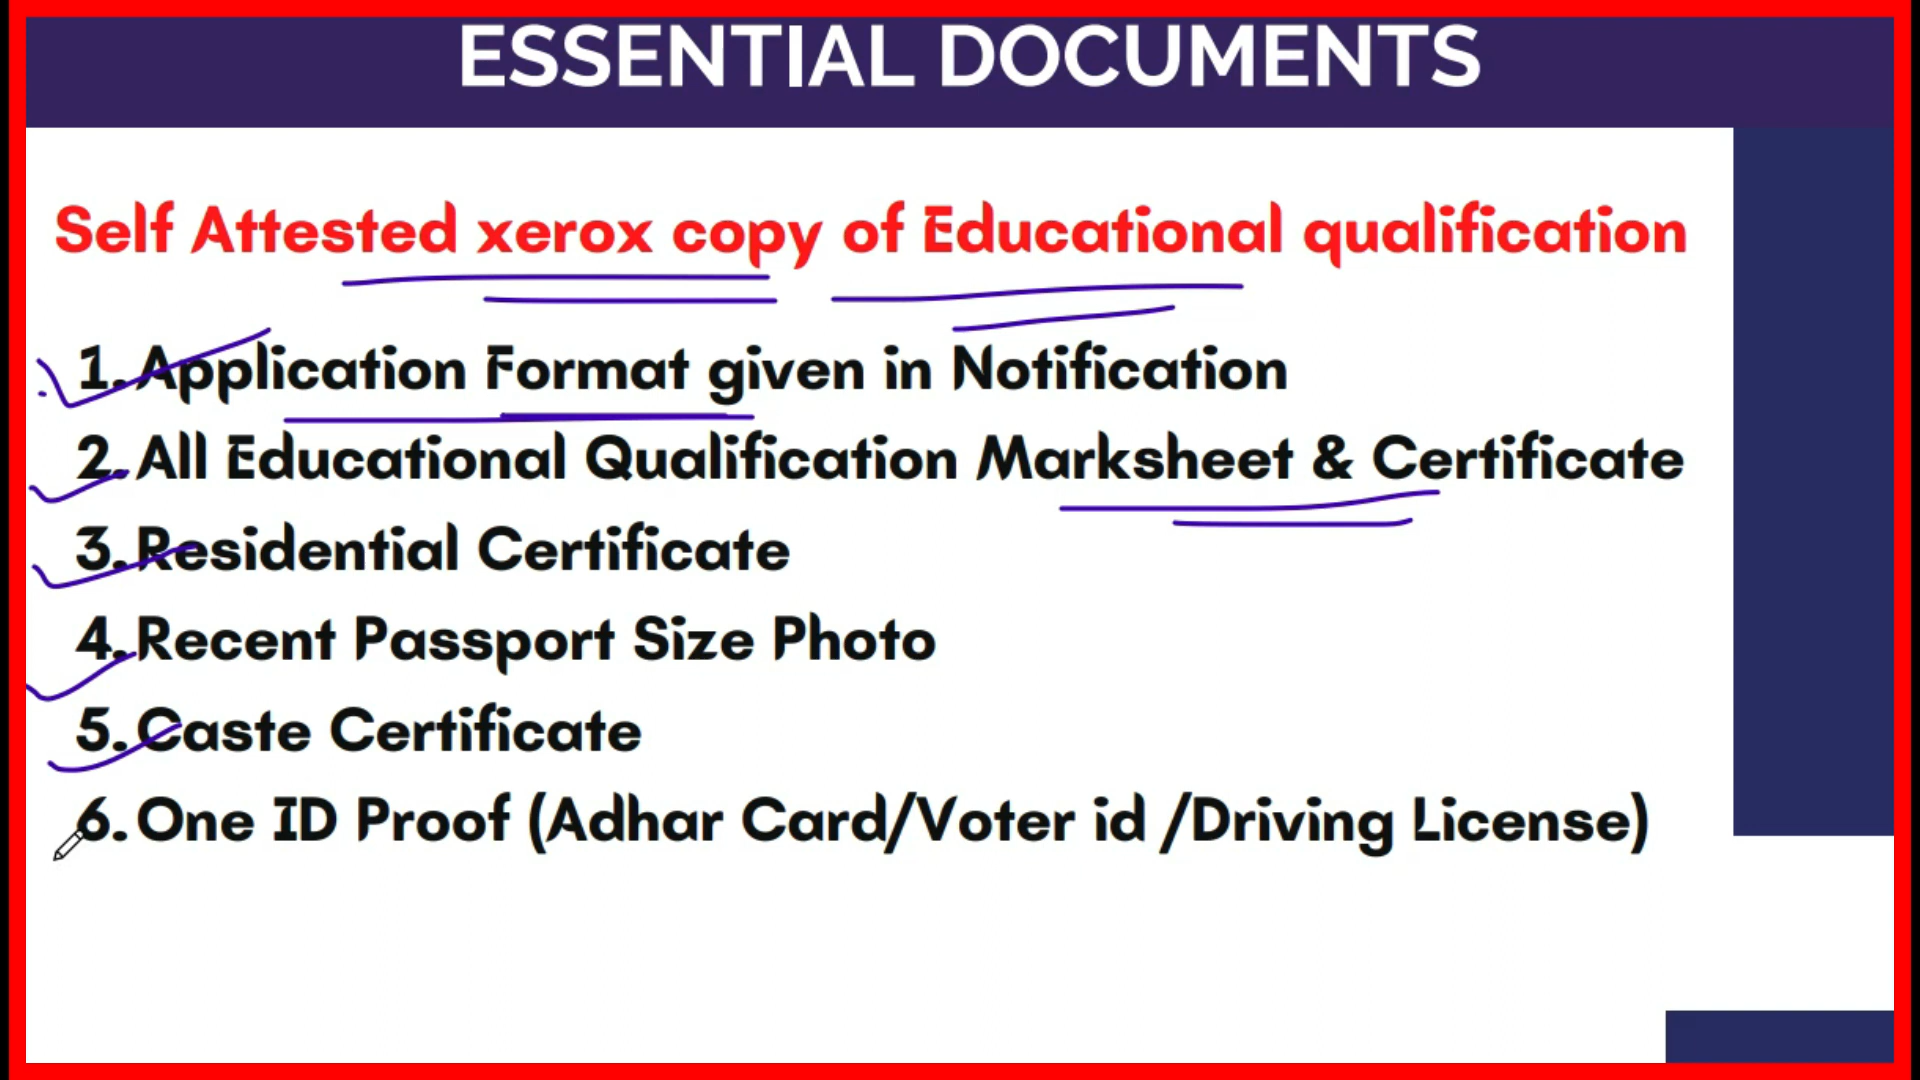 ESSENTIAL DOCUMENTS
Self Attested xerox copy of Educational qualification
1. Application Format given in Notification
2. All Educational Qualification Marksheet & Certificate
3. Residential Certificate
4. Recent Passport Size Photo
5. Caste Certificate
6. One ID Proof (Adhar Card/Voter id /Driving License)